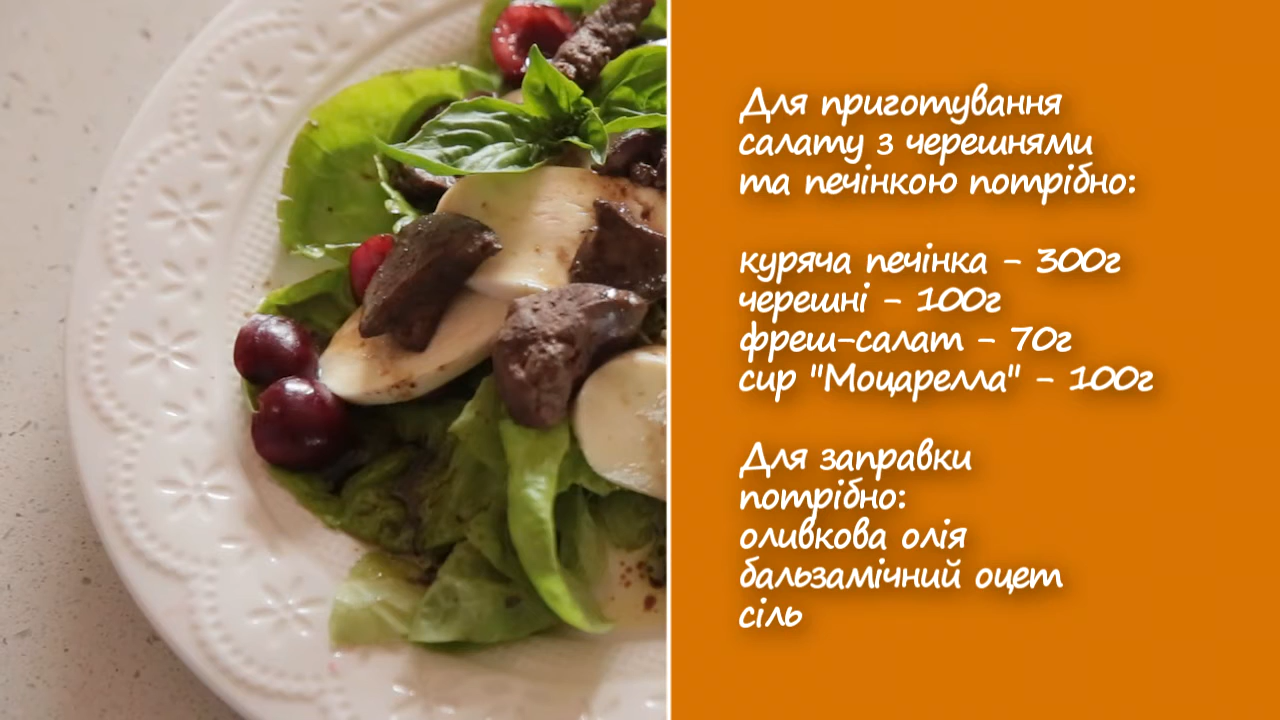 Для приготування
салату з черешнями
та печінкою потрібно:
куряча печінка - 300г
черешні - 100г
фреш-салат - 70г
сир "Моцарелла" - 100г
Для заправки
потрібно:
оливкова олія
бальзамічний оцет
сіль